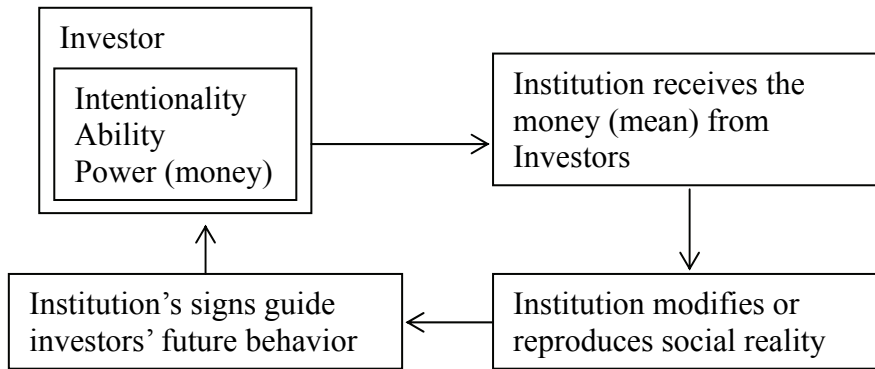 Investor
Intentionality
Ability
Power (money)
Institution receives the
money (mean) from
Investors
Institution modifies or
reproduces social reality
Institution’s signs guide
investors’ future behavior